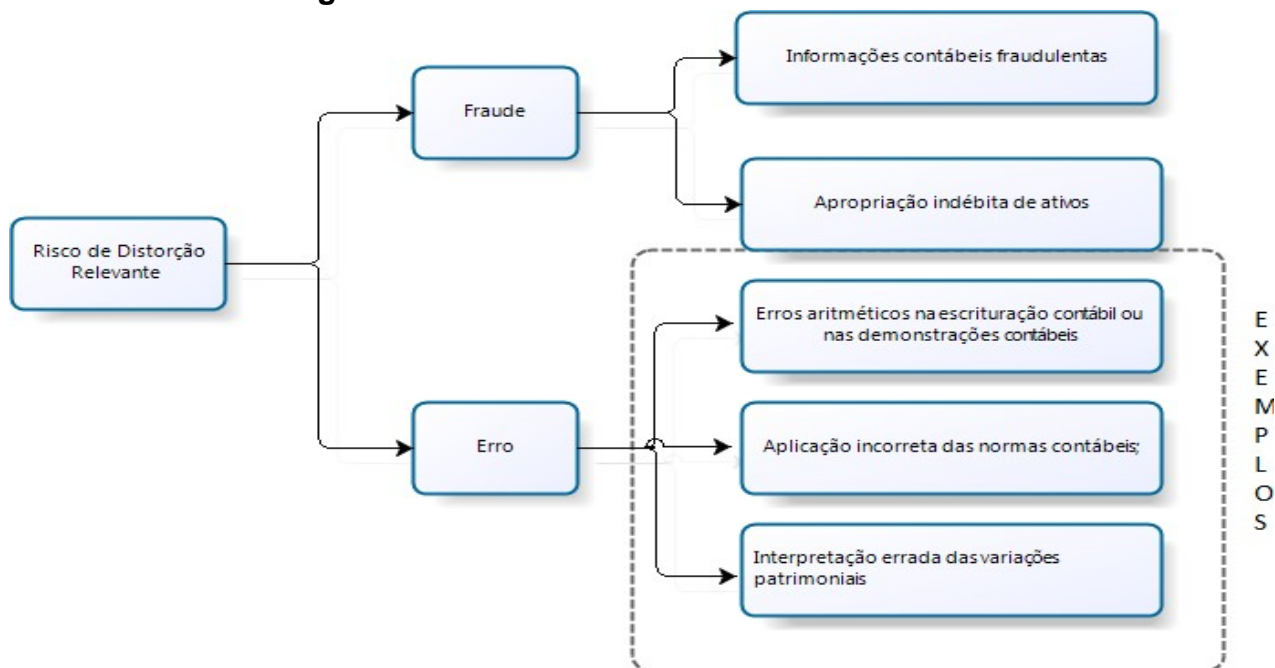 Informações contábeis fraudulentas
Fraude
Apropriação indébita de ativos
Risco de Distorção
Relevante
Erros aritméticos na escrituração contábil ou
nas demonstrações contábeis
Erro
Aplicação incorreta das normas contábeis;
Interpretação errada das variações
patrimoniais
E
X
E
M
P
L
O
S